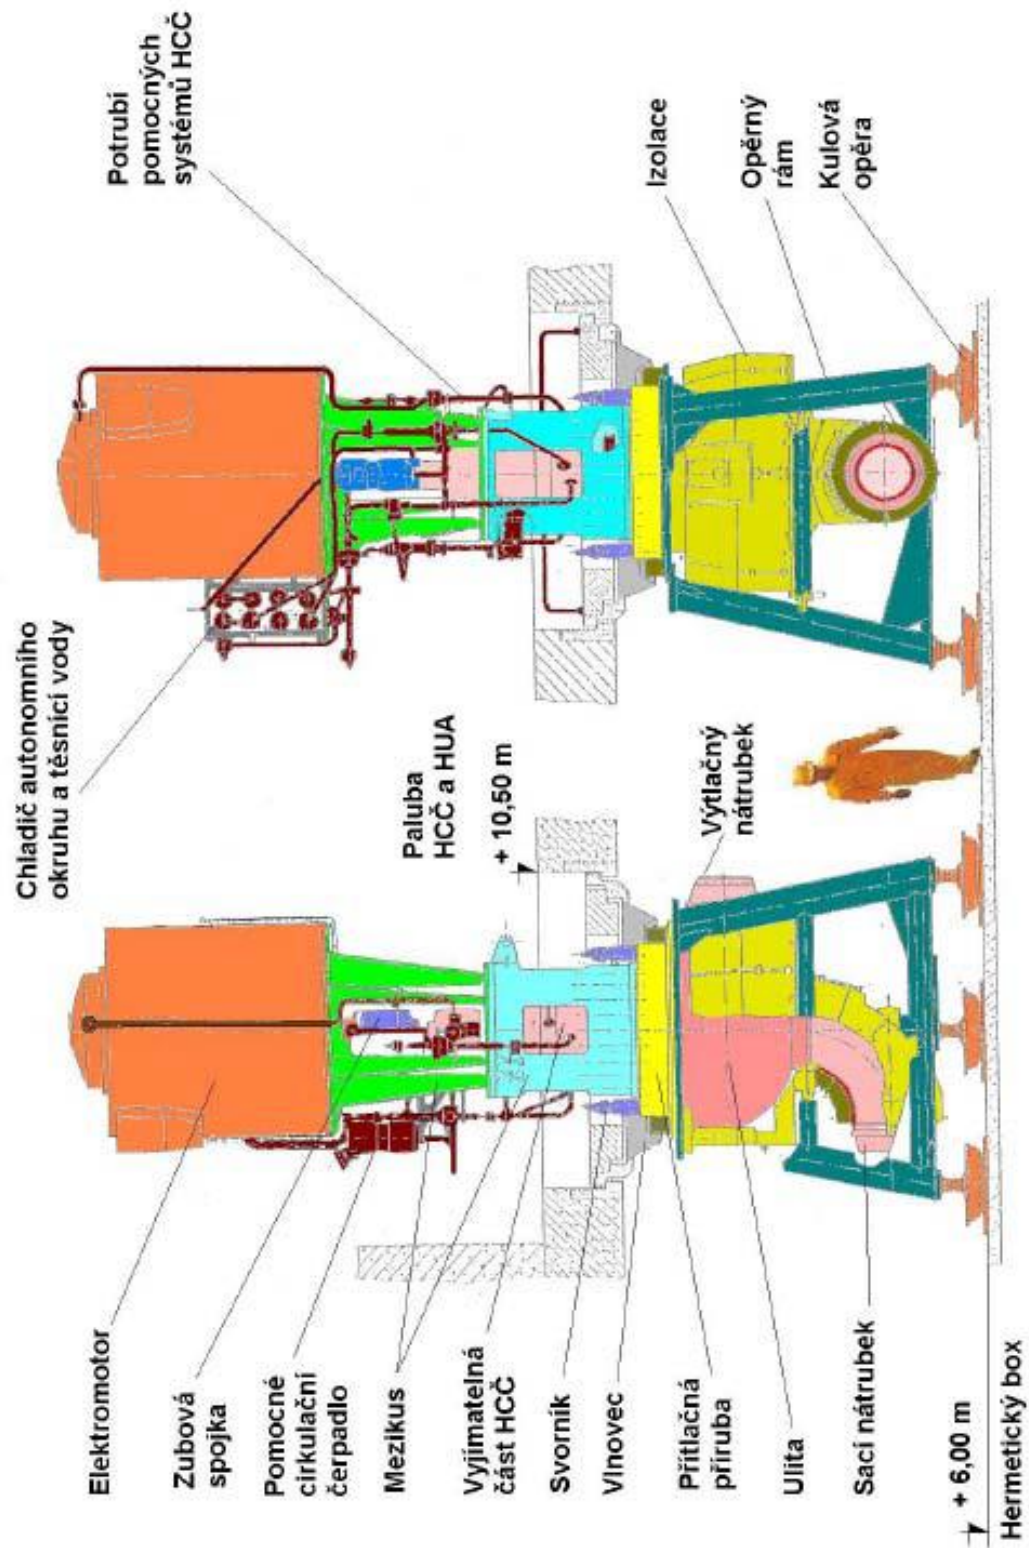 Elektromotor
Zubová
spojka
Pomocné
cirkulační
čerpadlo
Mezikus
Vyjímatelná
část HCČ
Svorník
Vlnovec
Přítlačná
příruba
Ulita
Sací nátrubek
+ 6,00 m
Hermetický box
Chladič autonomního
okruhu a těsnící vody
Paluba
HCČ a HUA
+ 10,50 m
Výtlačný
nátrubek
Potrubí
pomocných
systémů HCČ
Izolace
Opěrný
rám
Kulová
opěra